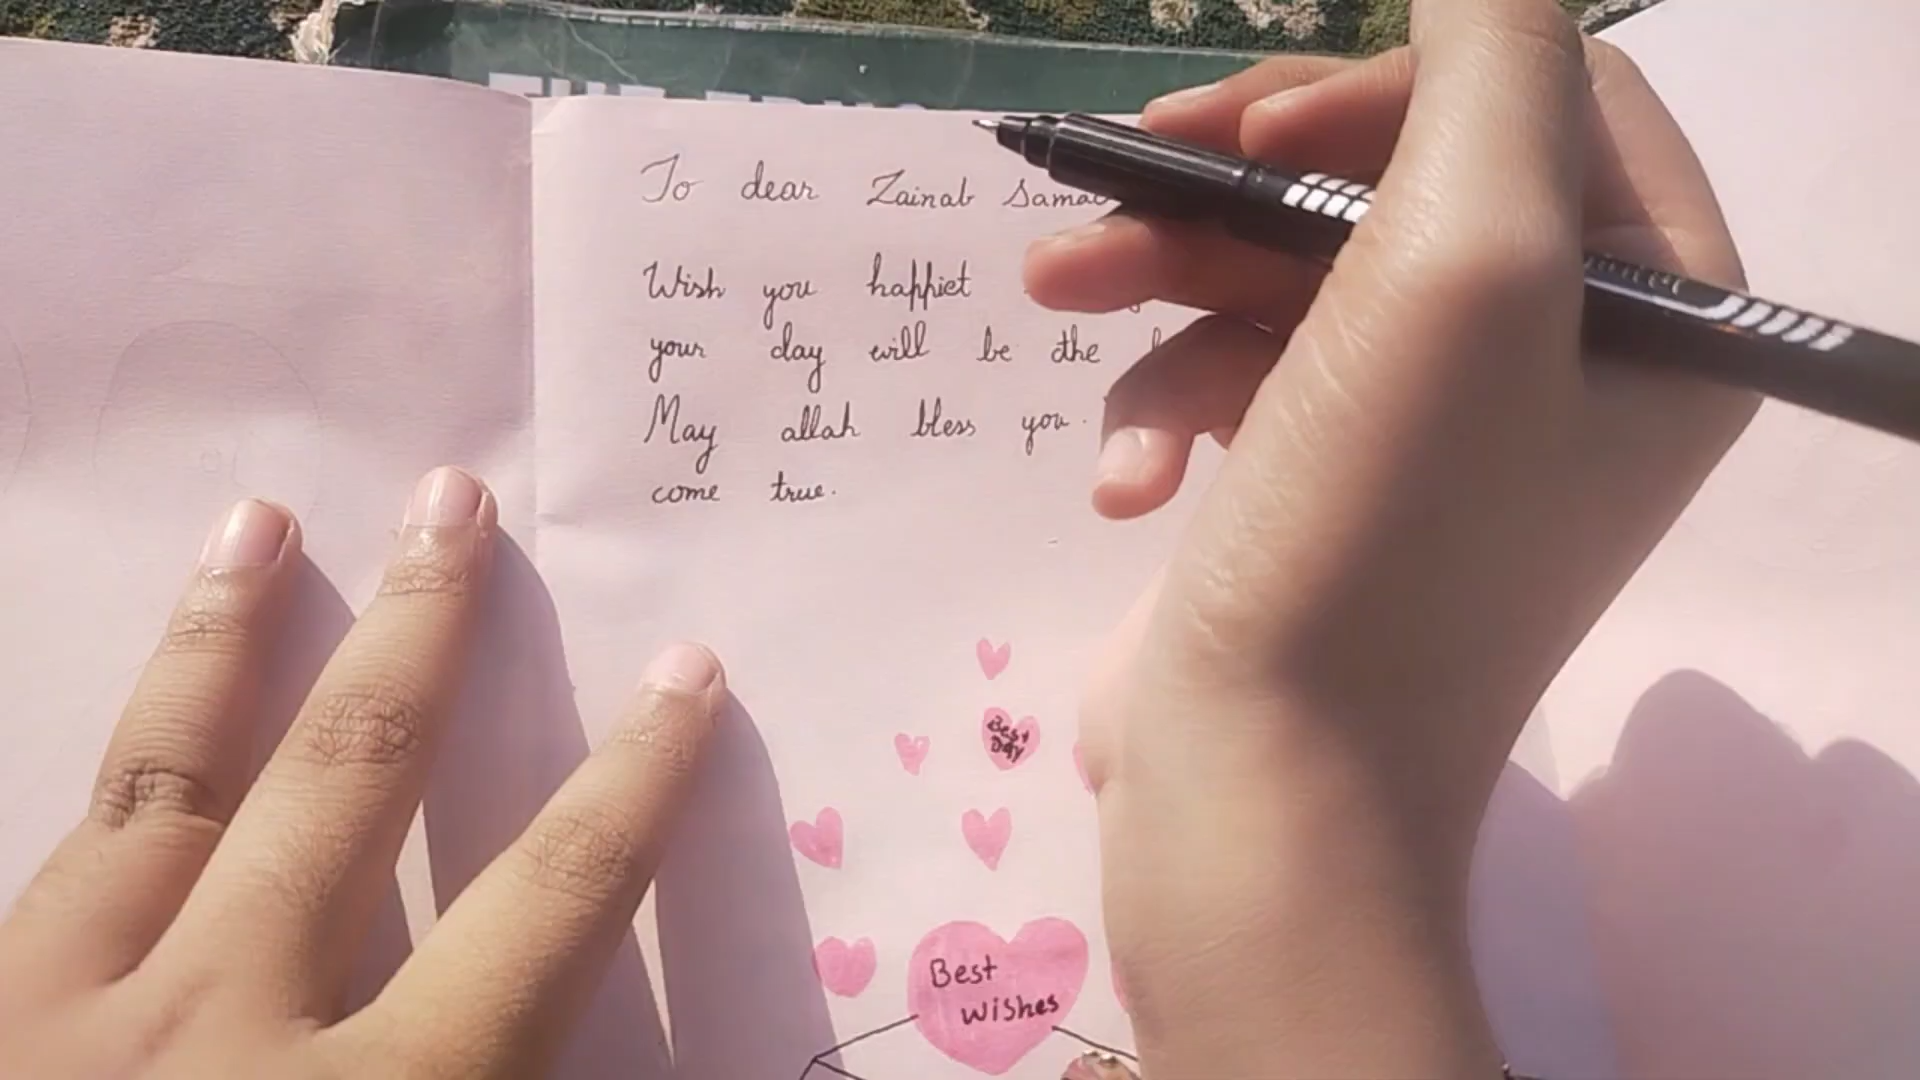 To dear Zainab
Wish you happiet
your day will be the
May allah bless you.
come true.
Best
Day
Best
Wishes